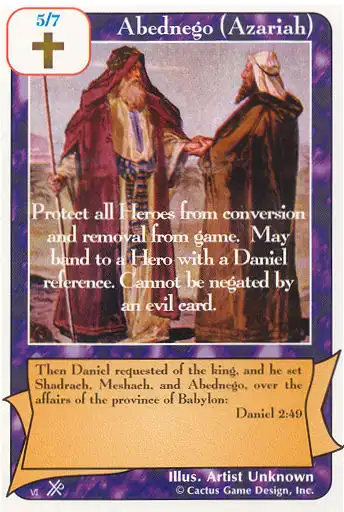 5/7
Abednego (Azariah)
Protect all Heroes from conversion
and removal from game. May
band to a Hero with a Daniel
reference. Cannot be negated by
an evil card.
Then Daniel requested of the king, and he set
Shadrach, Meshach, and Abednego, over the
affairs of the province of Babylon:
Daniel 2:49
Illus. Artist Unknown
VI
© Cactus Game Design, Inc.